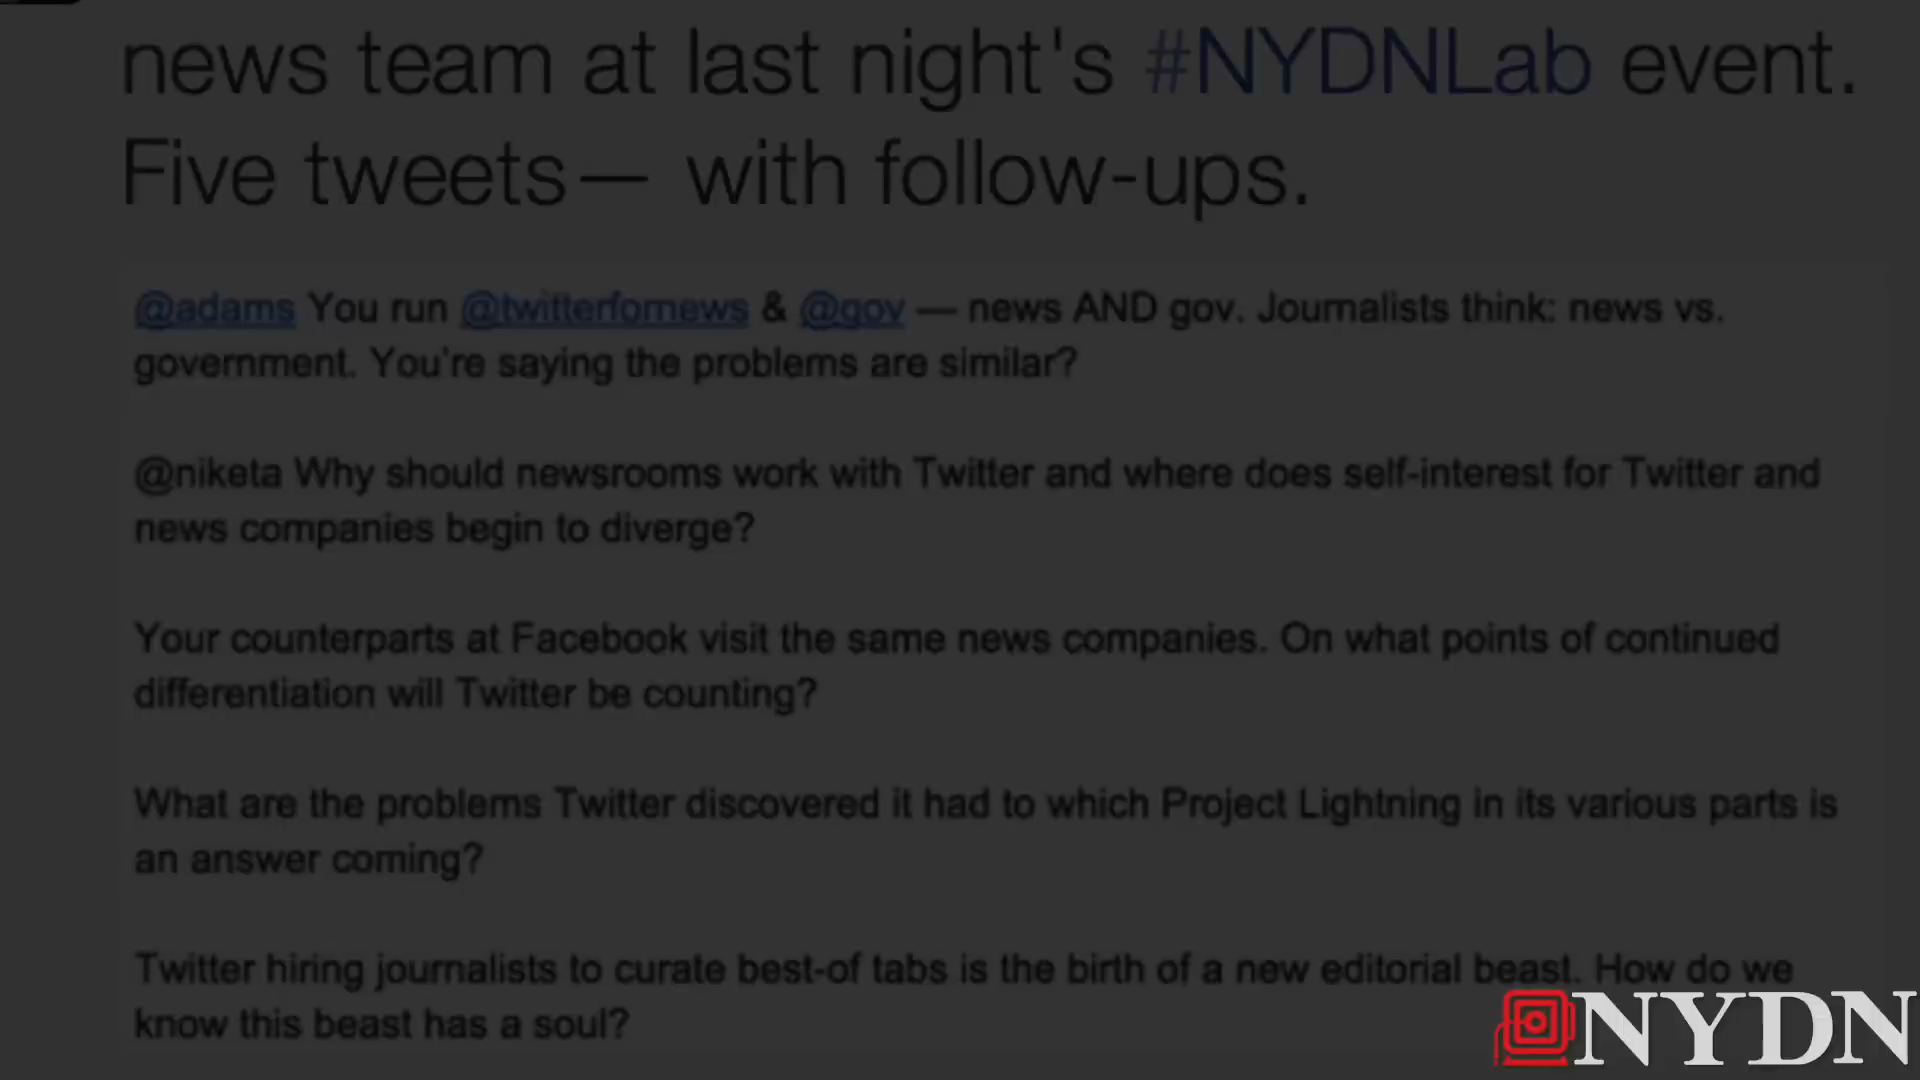 news team at last night's #NYDNLab event.
Five tweets— with follow-ups.
@adams You run @twitterfornews & @gov — news AND gov. Journalists think: news vs.
government. You're saying the problems are similar?
@niketa Why should newsrooms work with Twitter and where does self-interest for Twitter and
news companies begin to diverge?
Your counterparts at Facebook visit the same news companies. On what points of continued
differentiation will Twitter be counting?
What are the problems Twitter discovered it had to which Project Lightning in its various parts is
an answer coming?
Twitter hiring journalists to curate best-of tabs is the birth of a new editorial beast. How do we
know this beast has a soul?
NYDN